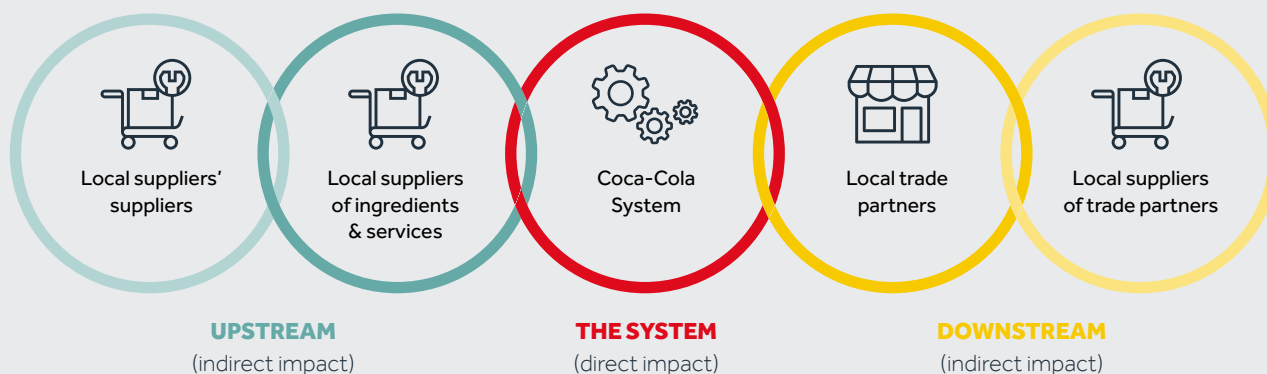 Local suppliers’
suppliers
Local suppliers
of ingredients
& services
Coca-Cola
System
Local trade
partners
Local suppliers
of trade partners
UPSTREAM
(indirect impact)
THE SYSTEM
(direct impact)
DOWNSTREAM
(indirect impact)